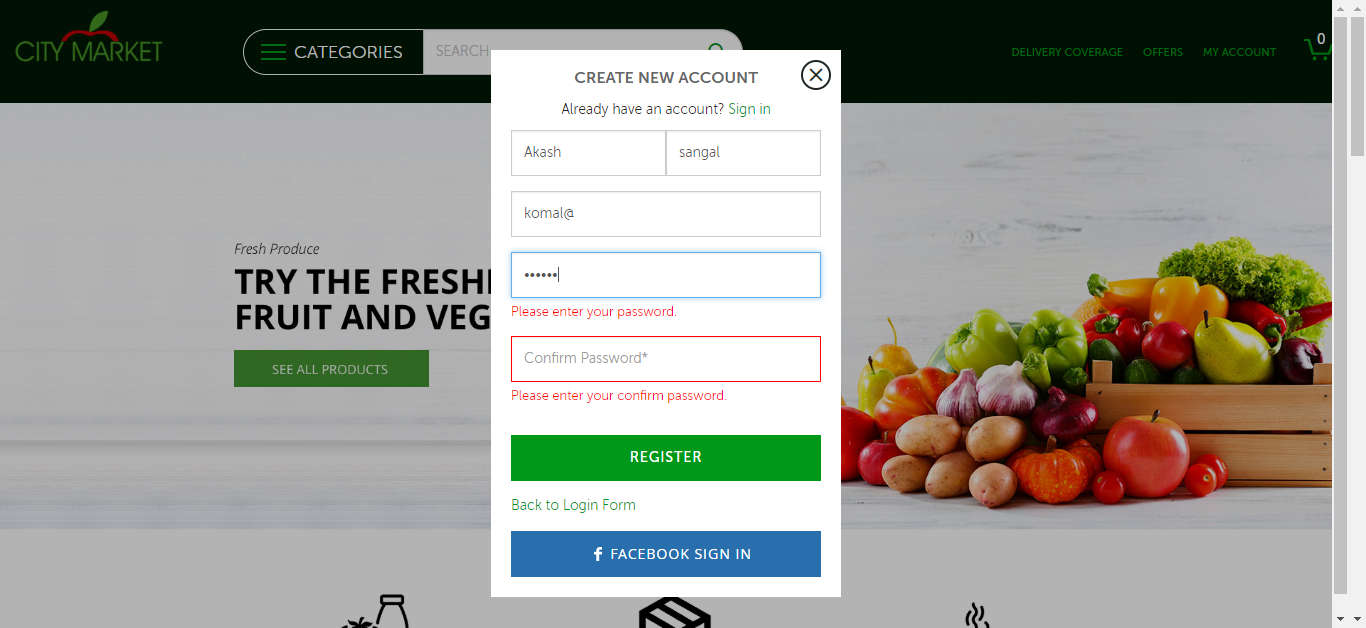 CITY MARKET
CATEGORIES
SEARCH
DELIVERY COVERAGE
OFFERS
MY ACCOUNT
0
CREATE NEW ACCOUNT
Already have an account? Sign in
Akash
sangal
komal@
••••••
Please enter your password.
Confirm Password*
Please enter your confirm password.
REGISTER
Back to Login Form
f FACEBOOK SIGN IN
Fresh Produce
TRY THE FRESH
FRUIT AND VEG
SEE ALL PRODUCTS